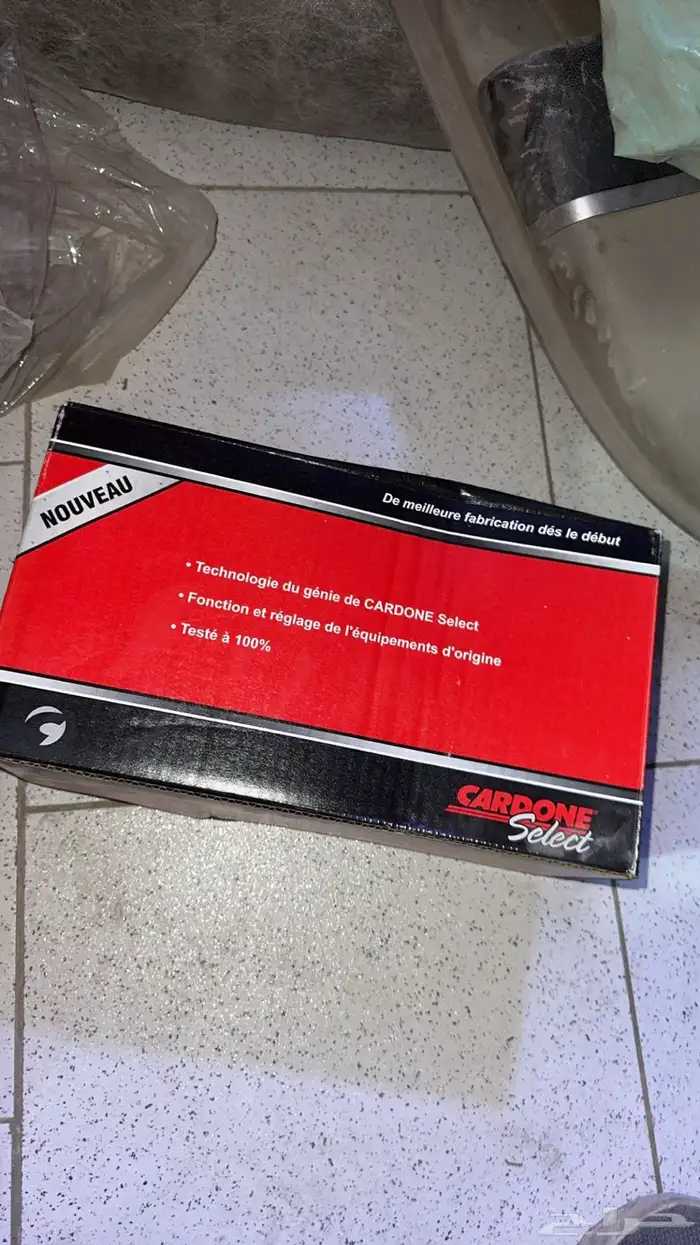 De meilleure fabrication dés le début
NOUVEAU
• Technologie du génie de CARDONE Select
• Fonction et réglage de l'équipements d'origine
• Testé à 100%
CARDONE
Select
حراج